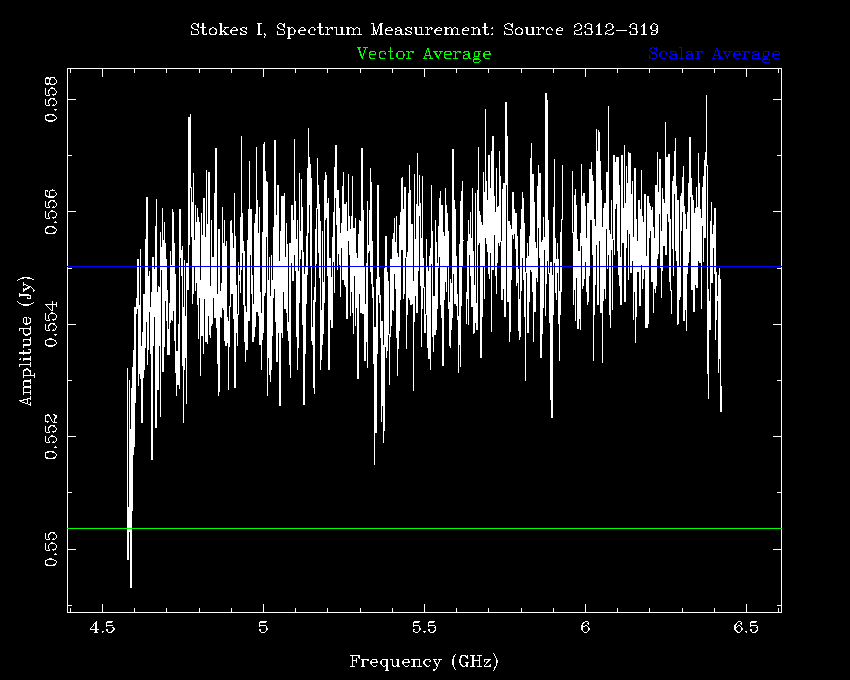 Stokes I, Spectrum Measurement: Source 2312−319
Vector Average
Scalar Average
0.558
0.556
0.554
0.552
0.55
Amplitude (Jy)
4.5
5
5.5
6
6.5
Frequency (GHz)